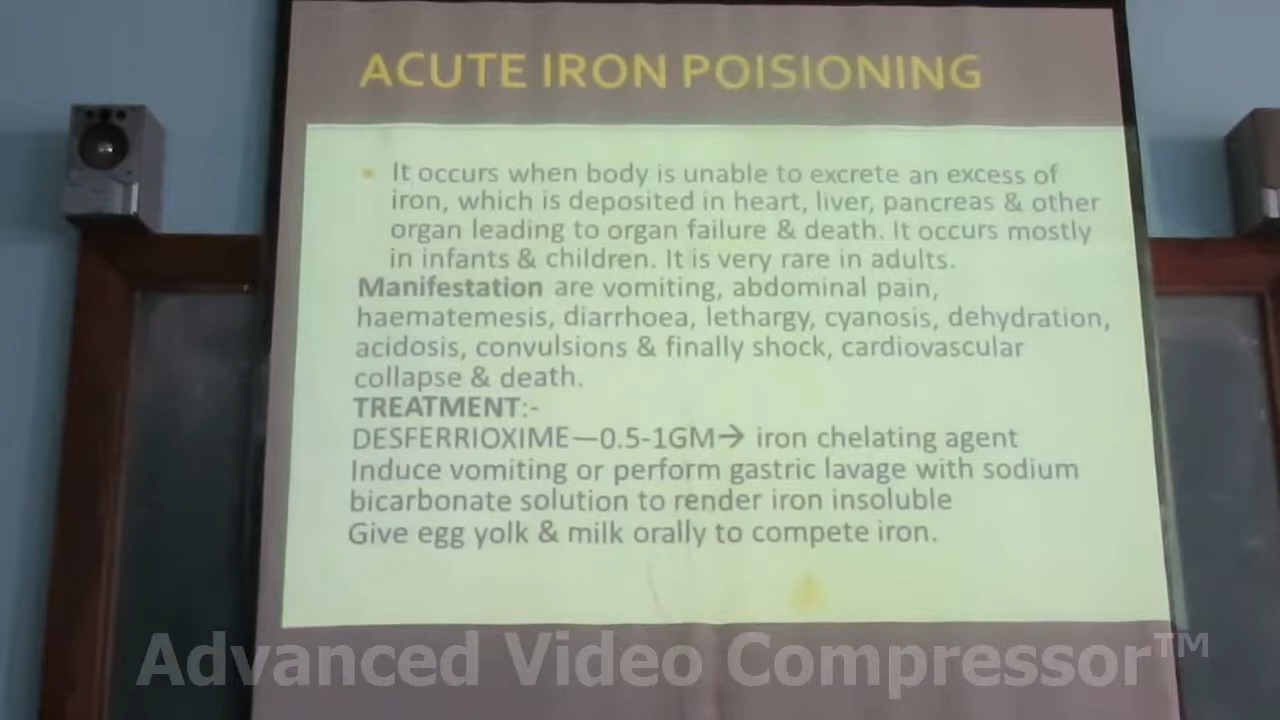 ACUTE IRON POISIONING
It occurs when body is unable to excrete an excess of
iron, which is deposited in heart, liver, pancreas & other
organ leading to organ failure & death. It occurs mostly
in infants & children. It is very rare in adults.
Manifestation are vomiting, abdominal pain,
haematemesis, diarrhoea, lethargy, cyanosis, dehydration,
acidosis, convulsions & finally shock, cardiovascular
collapse & death.
TREATMENT:-
DESFERRIOXIME—0.5-1GM→ iron chelating agent
Induce vomiting or perform gastric lavage with sodium
bicarbonate solution to render iron insoluble
Give egg yolk & milk orally to compete iron.
Advanced Video Compressor™